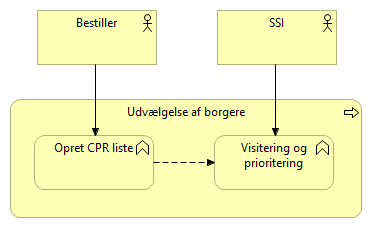 Bestiller
SSI
Udvælgelse af borgere
Opret CPR liste
Visitering og
prioritering